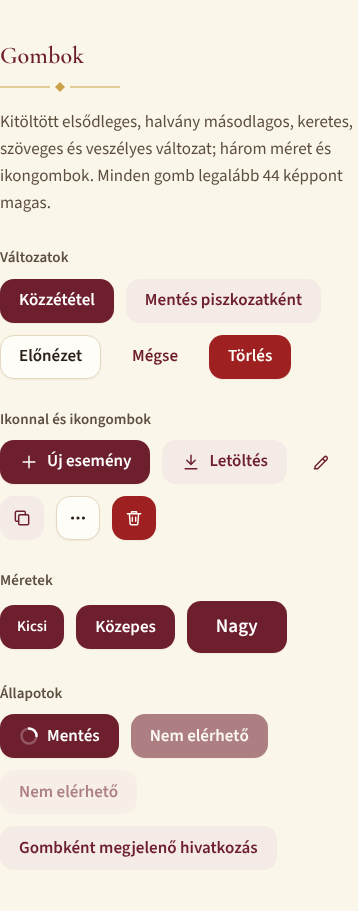 Gombok
Kitöltött elsődleges, halvány másodlagos, keretes,
szöveges és veszélyes változat; három méret és
ikongombok. Minden gomb legalább 44 képpont
magas.
Változatok
Közzététel
Mentés piszkozatként
Előnézet
Mégse
Törlés
Ikonnal és ikongombok
Új esemény
Letöltés
Méretek
Kicsi
Közepes
Nagy
Állapotok
Mentés
Nem elérhető
Nem elérhető
Gombként megjelenő hivatkozás